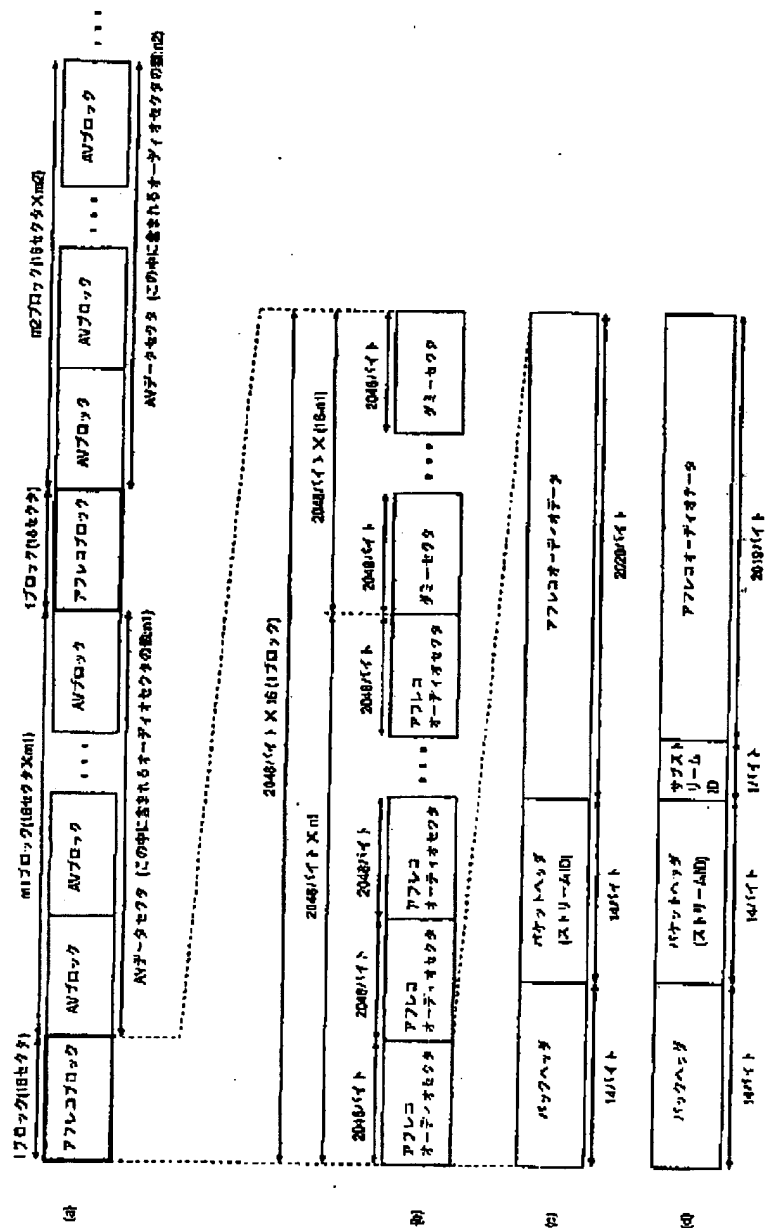 (a)
1ブロック(16セクタ)
m1ブロック(16セクタ×m1)
1ブロック(16セクタ)
m2ブロック(16セクタ×m2)
アフレコブロック
AVブロック
AVブロック
•••
AVブロック
アフレコブロック
AVブロック
AVブロック
•••
AVブロック
•••
AVデータセクタ (この中に含まれるオーディオセクタの数:n1)
AVデータセクタ (この中に含まれるオーディオセクタの数:n2)
2048バイト×16(1ブロック)
2048バイト×n1
2048バイト×(16-n1)
(b)
2048バイト
2048バイト
2048バイト
2048バイト
2048バイト
2048バイト
アフレコ
オーディオセクタ
アフレコ
オーディオセクタ
アフレコ
オーディオセクタ
•••
アフレコ
オーディオセクタ
ダミーセクタ
•••
ダミーセクタ
(c)
パックヘッダ
パケットヘッダ
(ストリームID)
アフレコオーディオデータ
14バイト
14バイト
2020バイト
(d)
パックヘッダ
パケットヘッダ
(ストリームID)
サブスト
リーム
ID
アフレコオーディオデータ
14バイト
14バイト
1バイト
2019バイト